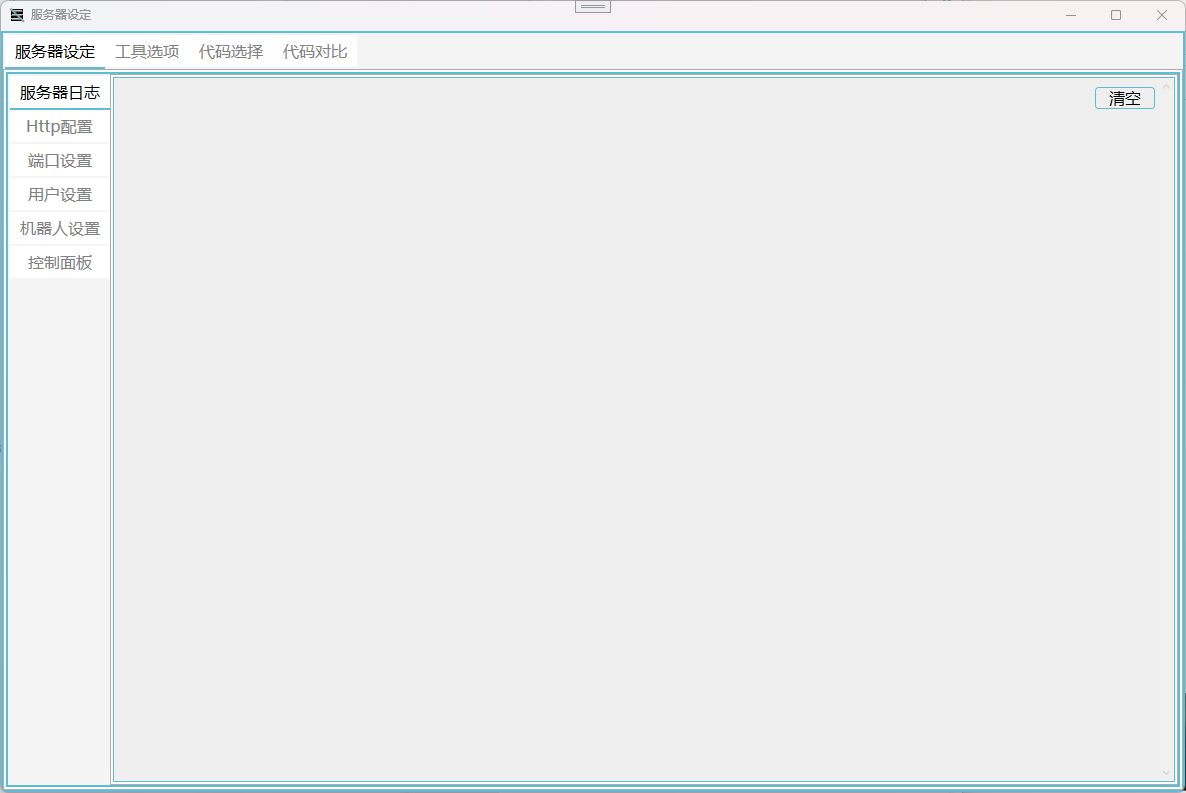 服务器设定
服务器设定 工具选项 代码选择 代码对比
服务器日志
清空
Http配置
端口设置
用户设置
机器人设置
控制面板